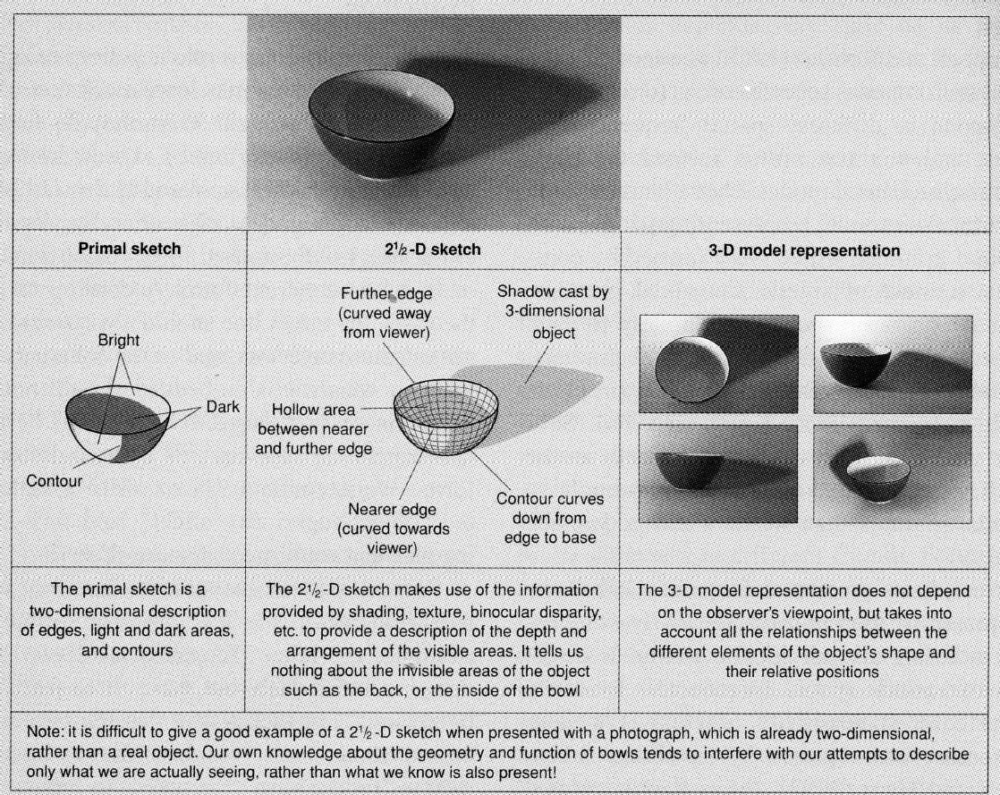 Primal sketch
2½-D sketch
3-D model representation
Bright
Dark
Contour
Further edge
(curved away
from viewer)
Shadow cast by
3-dimensional
object
Hollow area
between nearer
and further edge
Nearer edge
(curved towards
viewer)
Contour curves
down from
edge to base
The primal sketch is a
two-dimensional description
of edges, light and dark areas,
and contours
The 2½-D sketch makes use of the information
provided by shading, texture, binocular disparity,
etc. to provide a description of the depth and
arrangement of the visible areas. It tells us
nothing about the invisible areas of the object
such as the back, or the inside of the bowl
The 3-D model representation does not depend
on the observer's viewpoint, but takes into
account all the relationships between the
different elements of the object's shape and
their relative positions
Note: it is difficult to give a good example of a 2½-D sketch when presented with a photograph, which is already two-dimensional,
rather than a real object. Our own knowledge about the geometry and function of bowls tends to interfere with our attempts to describe
only what we are actually seeing, rather than what we know is also present!